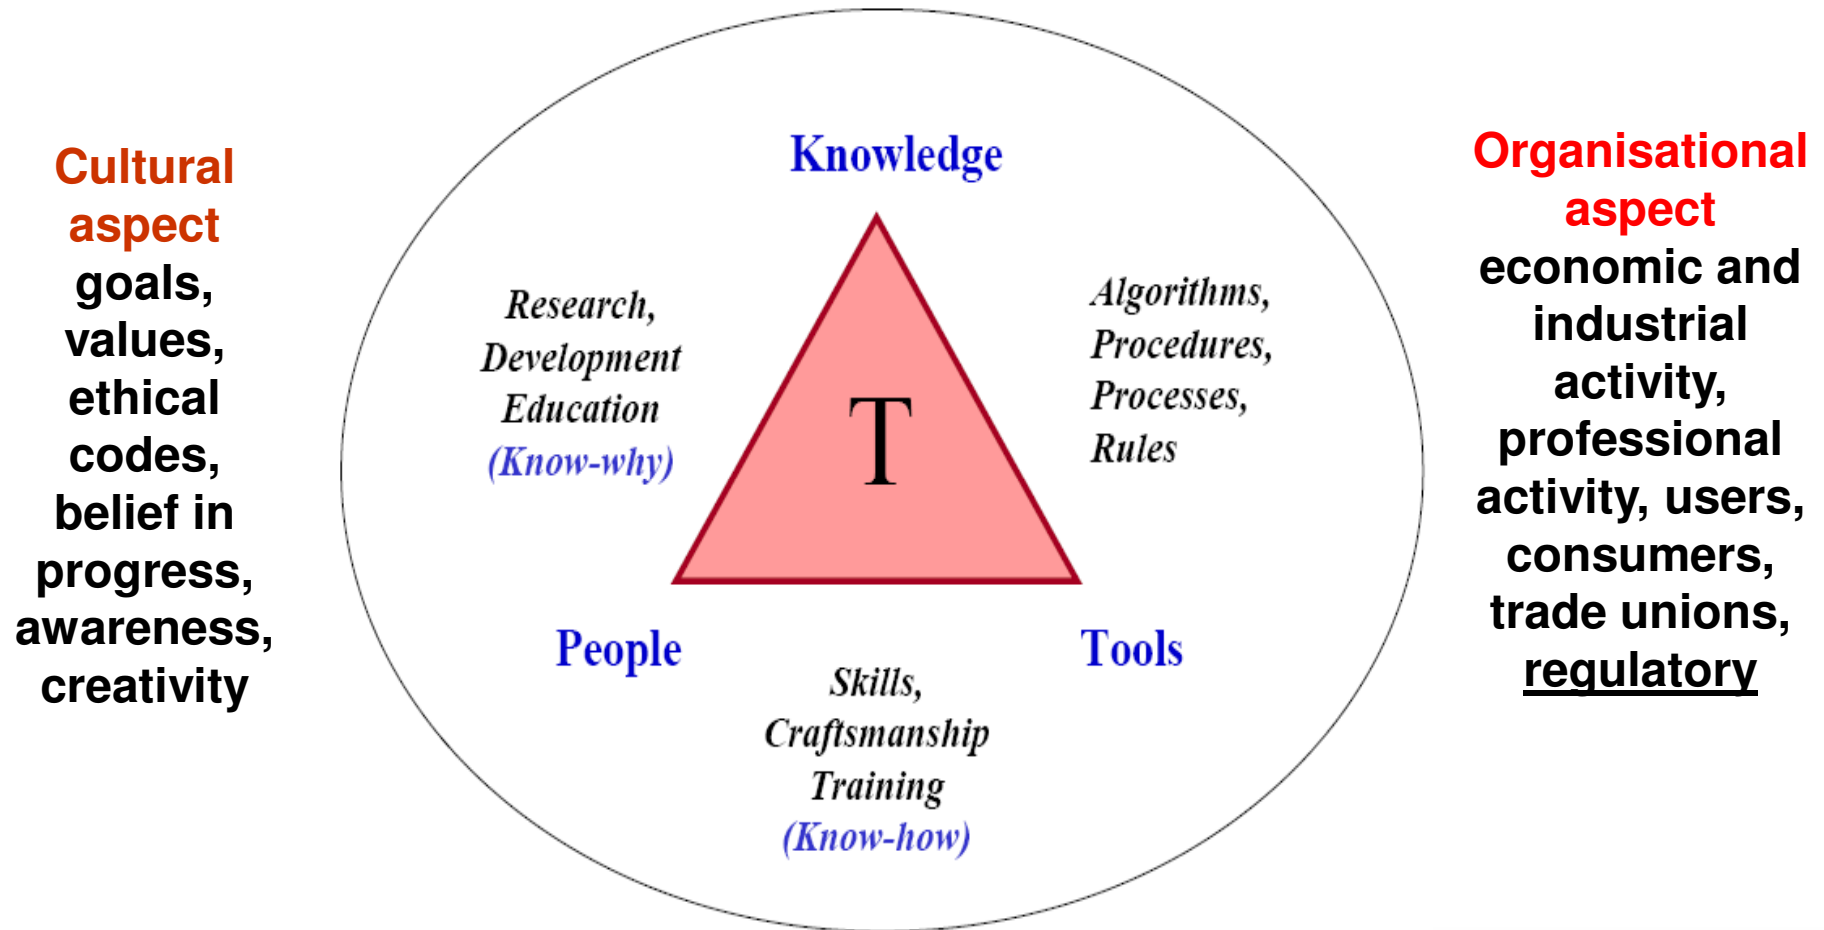 Cultural
aspect
goals,
values,
ethical
codes,
belief in
progress,
awareness,
creativity
Knowledge
Research,
Development
Education
(Know-why)
T
Algorithms,
Procedures,
Processes,
Rules
People
Tools
Skills,
Craftsmanship
Training
(Know-how)
Organisational
aspect
economic and
industrial
activity,
professional
activity, users,
consumers,
trade unions,
regulatory